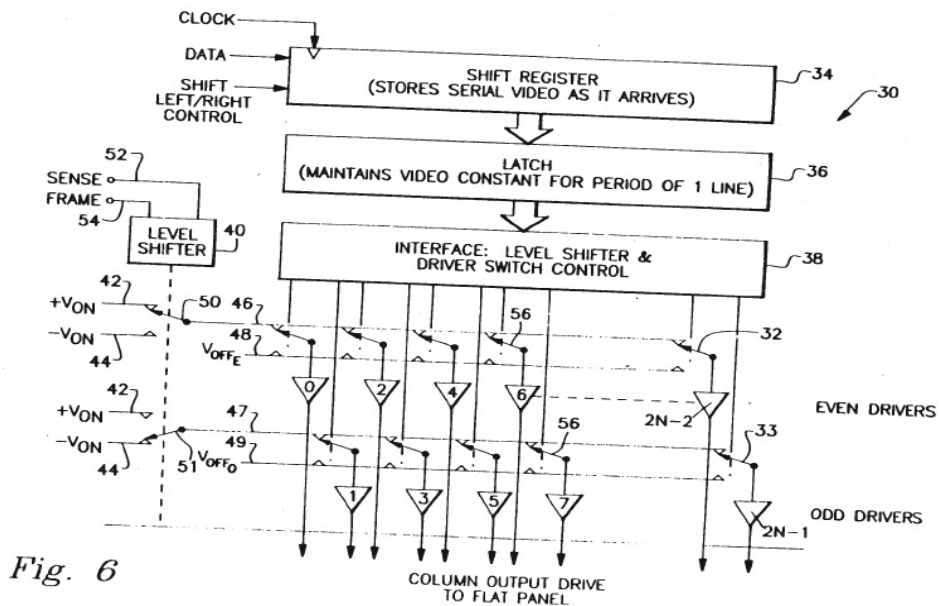 CLOCK
DATA
SHIFT
LEFT/RIGHT
CONTROL
SHIFT REGISTER
(STORES SERIAL VIDEO AS IT ARRIVES)
34
30
LATCH
(MAINTAINS VIDEO CONSTANT FOR PERIOD OF 1 LINE)
36
52
SENSE
FRAME
54
LEVEL
SHIFTER
40
INTERFACE: LEVEL SHIFTER &
DRIVER SWITCH CONTROL
38
42
+VON
50
46
56
32
-VON
44
48
VOFFE
0
2
4
6
2N-2
EVEN DRIVERS
42
+VON
47
56
33
-VON
44
51
49
VOFFO
1
3
5
7
2N-1
ODD DRIVERS
COLUMN OUTPUT DRIVE
TO FLAT PANEL
Fig. 6